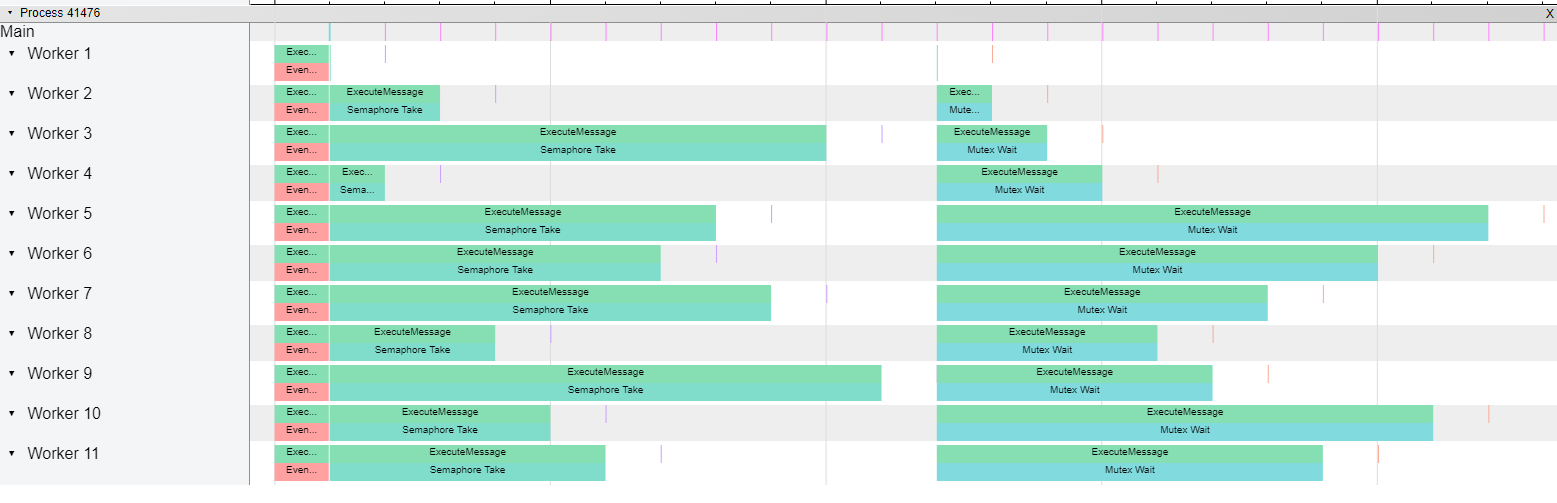 Process 41476 X
Main
Worker 1 Exec...
Even...
Worker 2 Exec... ExecuteMessage Exec...
Even... Semaphore Take Mute...
Worker 3 Exec... ExecuteMessage ExecuteMessage
Even... Semaphore Take Mutex Wait
Worker 4 Exec... Exec... ExecuteMessage
Even... Sema... Mutex Wait
Worker 5 Exec... ExecuteMessage ExecuteMessage
Even... Semaphore Take Mutex Wait
Worker 6 Exec... ExecuteMessage ExecuteMessage
Even... Semaphore Take Mutex Wait
Worker 7 Exec... ExecuteMessage ExecuteMessage
Even... Semaphore Take Mutex Wait
Worker 8 Exec... ExecuteMessage ExecuteMessage
Even... Semaphore Take Mutex Wait
Worker 9 Exec... ExecuteMessage ExecuteMessage
Even... Semaphore Take Mutex Wait
Worker 10 Exec... ExecuteMessage ExecuteMessage
Even... Semaphore Take Mutex Wait
Worker 11 Exec... ExecuteMessage ExecuteMessage
Even... Semaphore Take Mutex Wait